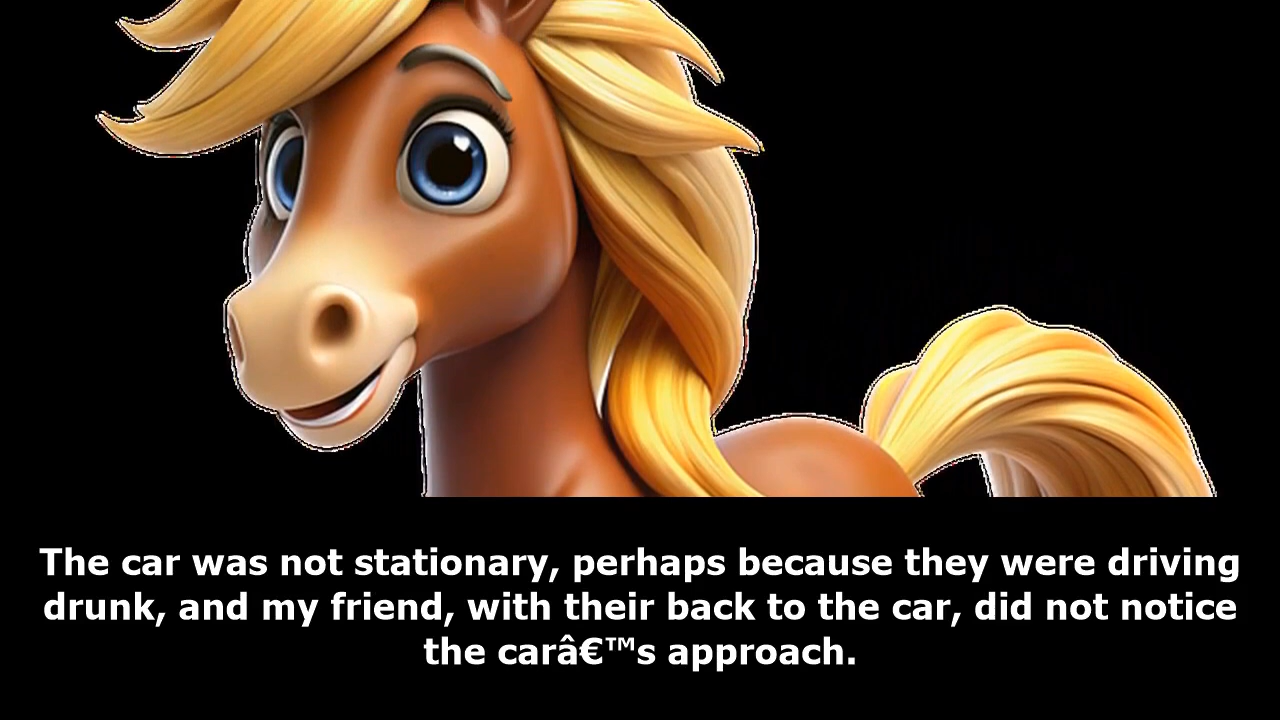 The car was not stationary, perhaps because they were driving
drunk, and my friend, with their back to the car, did not notice
the carâ€™s approach.